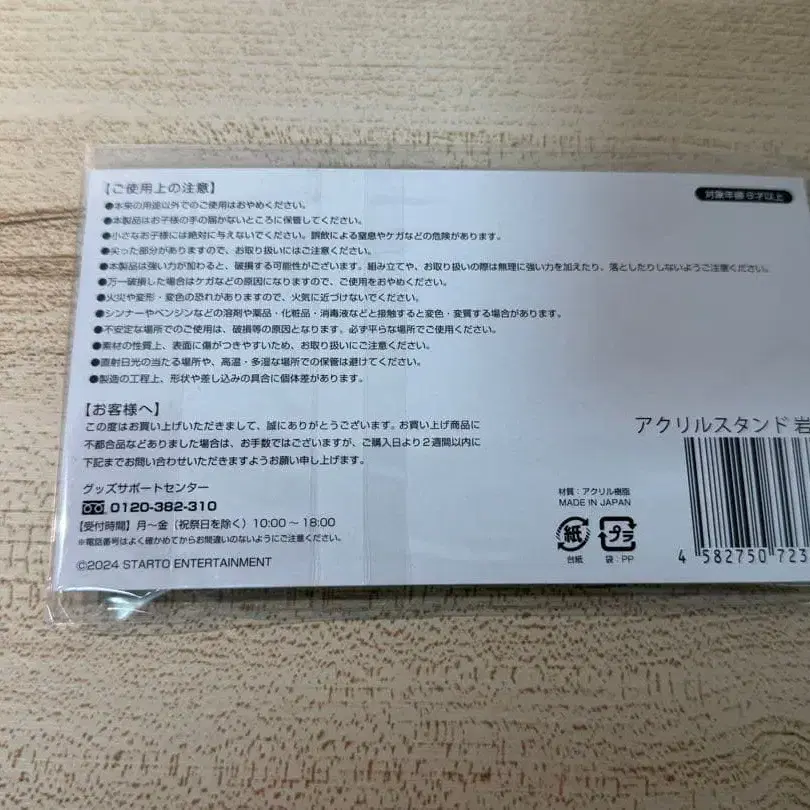 【ご使用上の注意】
対象年齢6才以上
●本来の用途以外でのご使用はおやめください。
●本製品はお子様の手の届かないところに保管してください。
●小さなお子様には絶対に与えないでください。誤飲による窒息やケガなどの危険があります。
●尖った部分がありますので、お取り扱いにはご注意ください。
●本製品は強い力が加わると、破損する可能性がございます。組み立てや、お取り扱いの際は無理に強い力を加えたり、落としたりしないようご注意ください。
●万一破損した場合はケガなどの原因になりますので、ご使用をおやめください。
●火災や変形・変色の恐れがありますので、火気に近づけないでください。
●シンナーやベンジンなどの溶剤や薬品・化粧品・消毒液などと接触すると変色・変質する場合があります。
●不安定な場所でのご使用は、破損等の原因となります。必ず平らな場所でご使用ください。
●素材の性質上、表面に傷がつきやすいため、お取り扱いにご注意ください。
●直射日光の当たる場所や、高温・多湿な場所での保管は避けてください。
●製造の工程上、形状や差し込みの具合に個体差があります。
【お客様へ】
この度はお買い上げいただきまして、誠にありがとうございます。お買い上げ商品に
不都合品などありました場合は、お手数ではございますが、ご購入日より2週間以内に
下記までお問い合わせいただきますようお願い申し上げます。
グッズサポートセンター
0120-382-310
【受付時間】月～金（祝祭日を除く）10:00～18:00
※電話番号はよく確かめてからお間違いのないようにご注意ください。
©2024 STARTO ENTERTAINMENT
アクリルスタンド 岩
材質：アクリル樹脂
MADE IN JAPAN
紙
台紙
プラ
袋：PP
4 582750 723